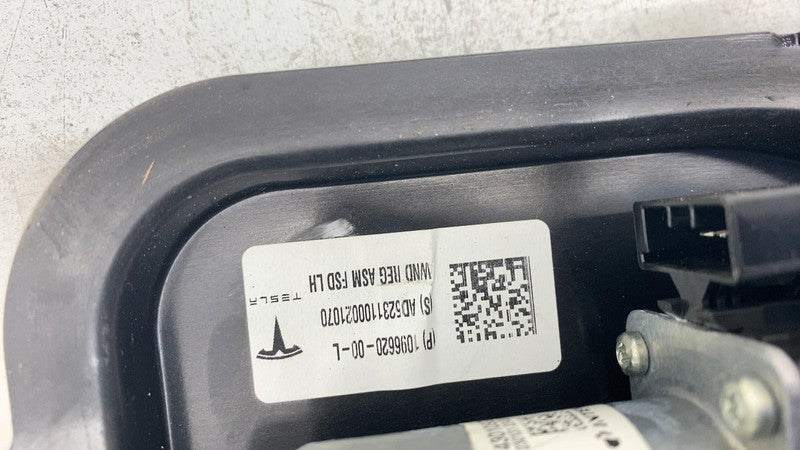 (P) 1096620-00-L
(S) AD5231100021070
WND REG ASM FSD LH
TESLA